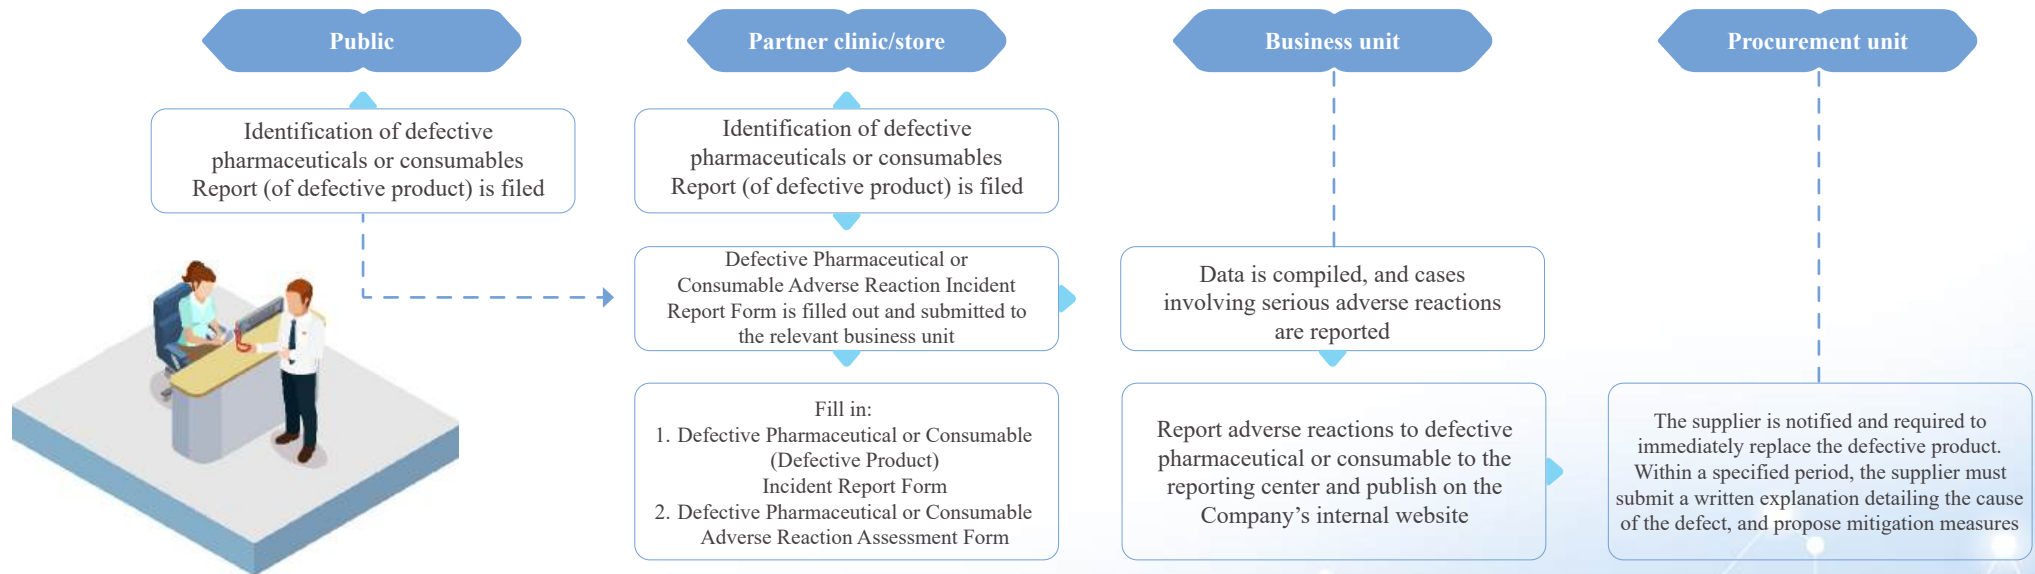 Public
Identification of defective
pharmaceuticals or consumables
Report (of defective product) is filed
Partner clinic/store
Identification of defective
pharmaceuticals or consumables
Report (of defective product) is filed
Defective Pharmaceutical or
Consumable Adverse Reaction Incident
Report Form is filled out and submitted to
the relevant business unit
Fill in:
1. Defective Pharmaceutical or Consumable
(Defective Product)
Incident Report Form
2. Defective Pharmaceutical or Consumable
Adverse Reaction Assessment Form
Business unit
Data is compiled, and cases
involving serious adverse reactions
are reported
Report adverse reactions to defective
pharmaceutical or consumable to the
reporting center and publish on the
Company’s internal website
Procurement unit
The supplier is notified and required to
immediately replace the defective product.
Within a specified period, the supplier must
submit a written explanation detailing the cause
of the defect, and propose mitigation measures